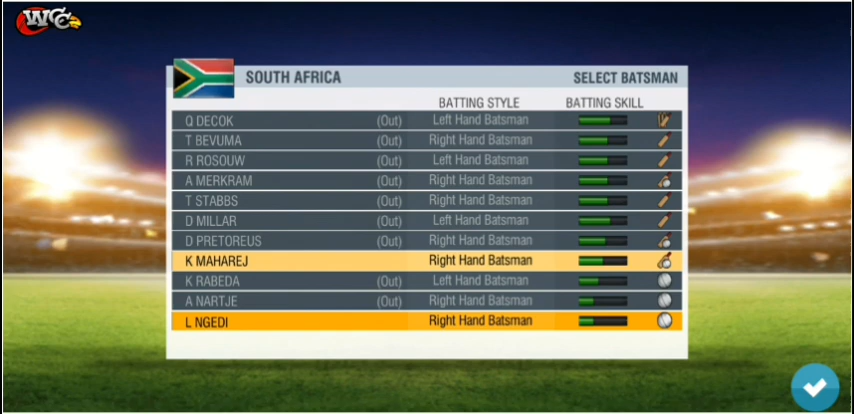 WCC
SOUTH AFRICA SELECT BATSMAN
BATTING STYLE BATTING SKILL
Q DECOK (Out) Left Hand Batsman
T BEVUMA (Out) Right Hand Batsman
R ROSOUW (Out) Left Hand Batsman
A MERKRAM (Out) Right Hand Batsman
T STABBS (Out) Right Hand Batsman
D MILLAR (Out) Left Hand Batsman
D PRETOREUS (Out) Right Hand Batsman
K MAHAREJ Right Hand Batsman
K RABEDA (Out) Left Hand Batsman
A NARTJE (Out) Right Hand Batsman
L NGEDI Right Hand Batsman